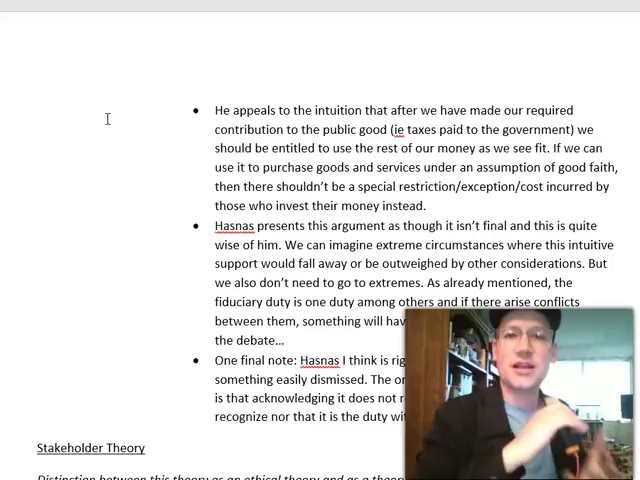 • He appeals to the intuition that after we have made our required
contribution to the public good (ie taxes paid to the government) we
should be entitled to use the rest of our money as we see fit. If we can
use it to purchase goods and services under an assumption of good faith,
then there shouldn't be a special restriction/exception/cost incurred by
those who invest their money instead.
• Hasnas presents this argument as though it isn't final and this is quite
wise of him. We can imagine extreme circumstances where this intuitive
support would fall away or be outweighed by other considerations. But
we also don't need to go to extremes. As already mentioned, the
fiduciary duty is one duty among others and if there arise conflicts
between them, something will hav
the debate...
• One final note: Hasnas I think is rig
something easily dismissed. The or
is that acknowledging it does not r
recognize nor that it is the duty wit
Stakeholder Theory
Distinction between this theory as an ethical theory and as a theor